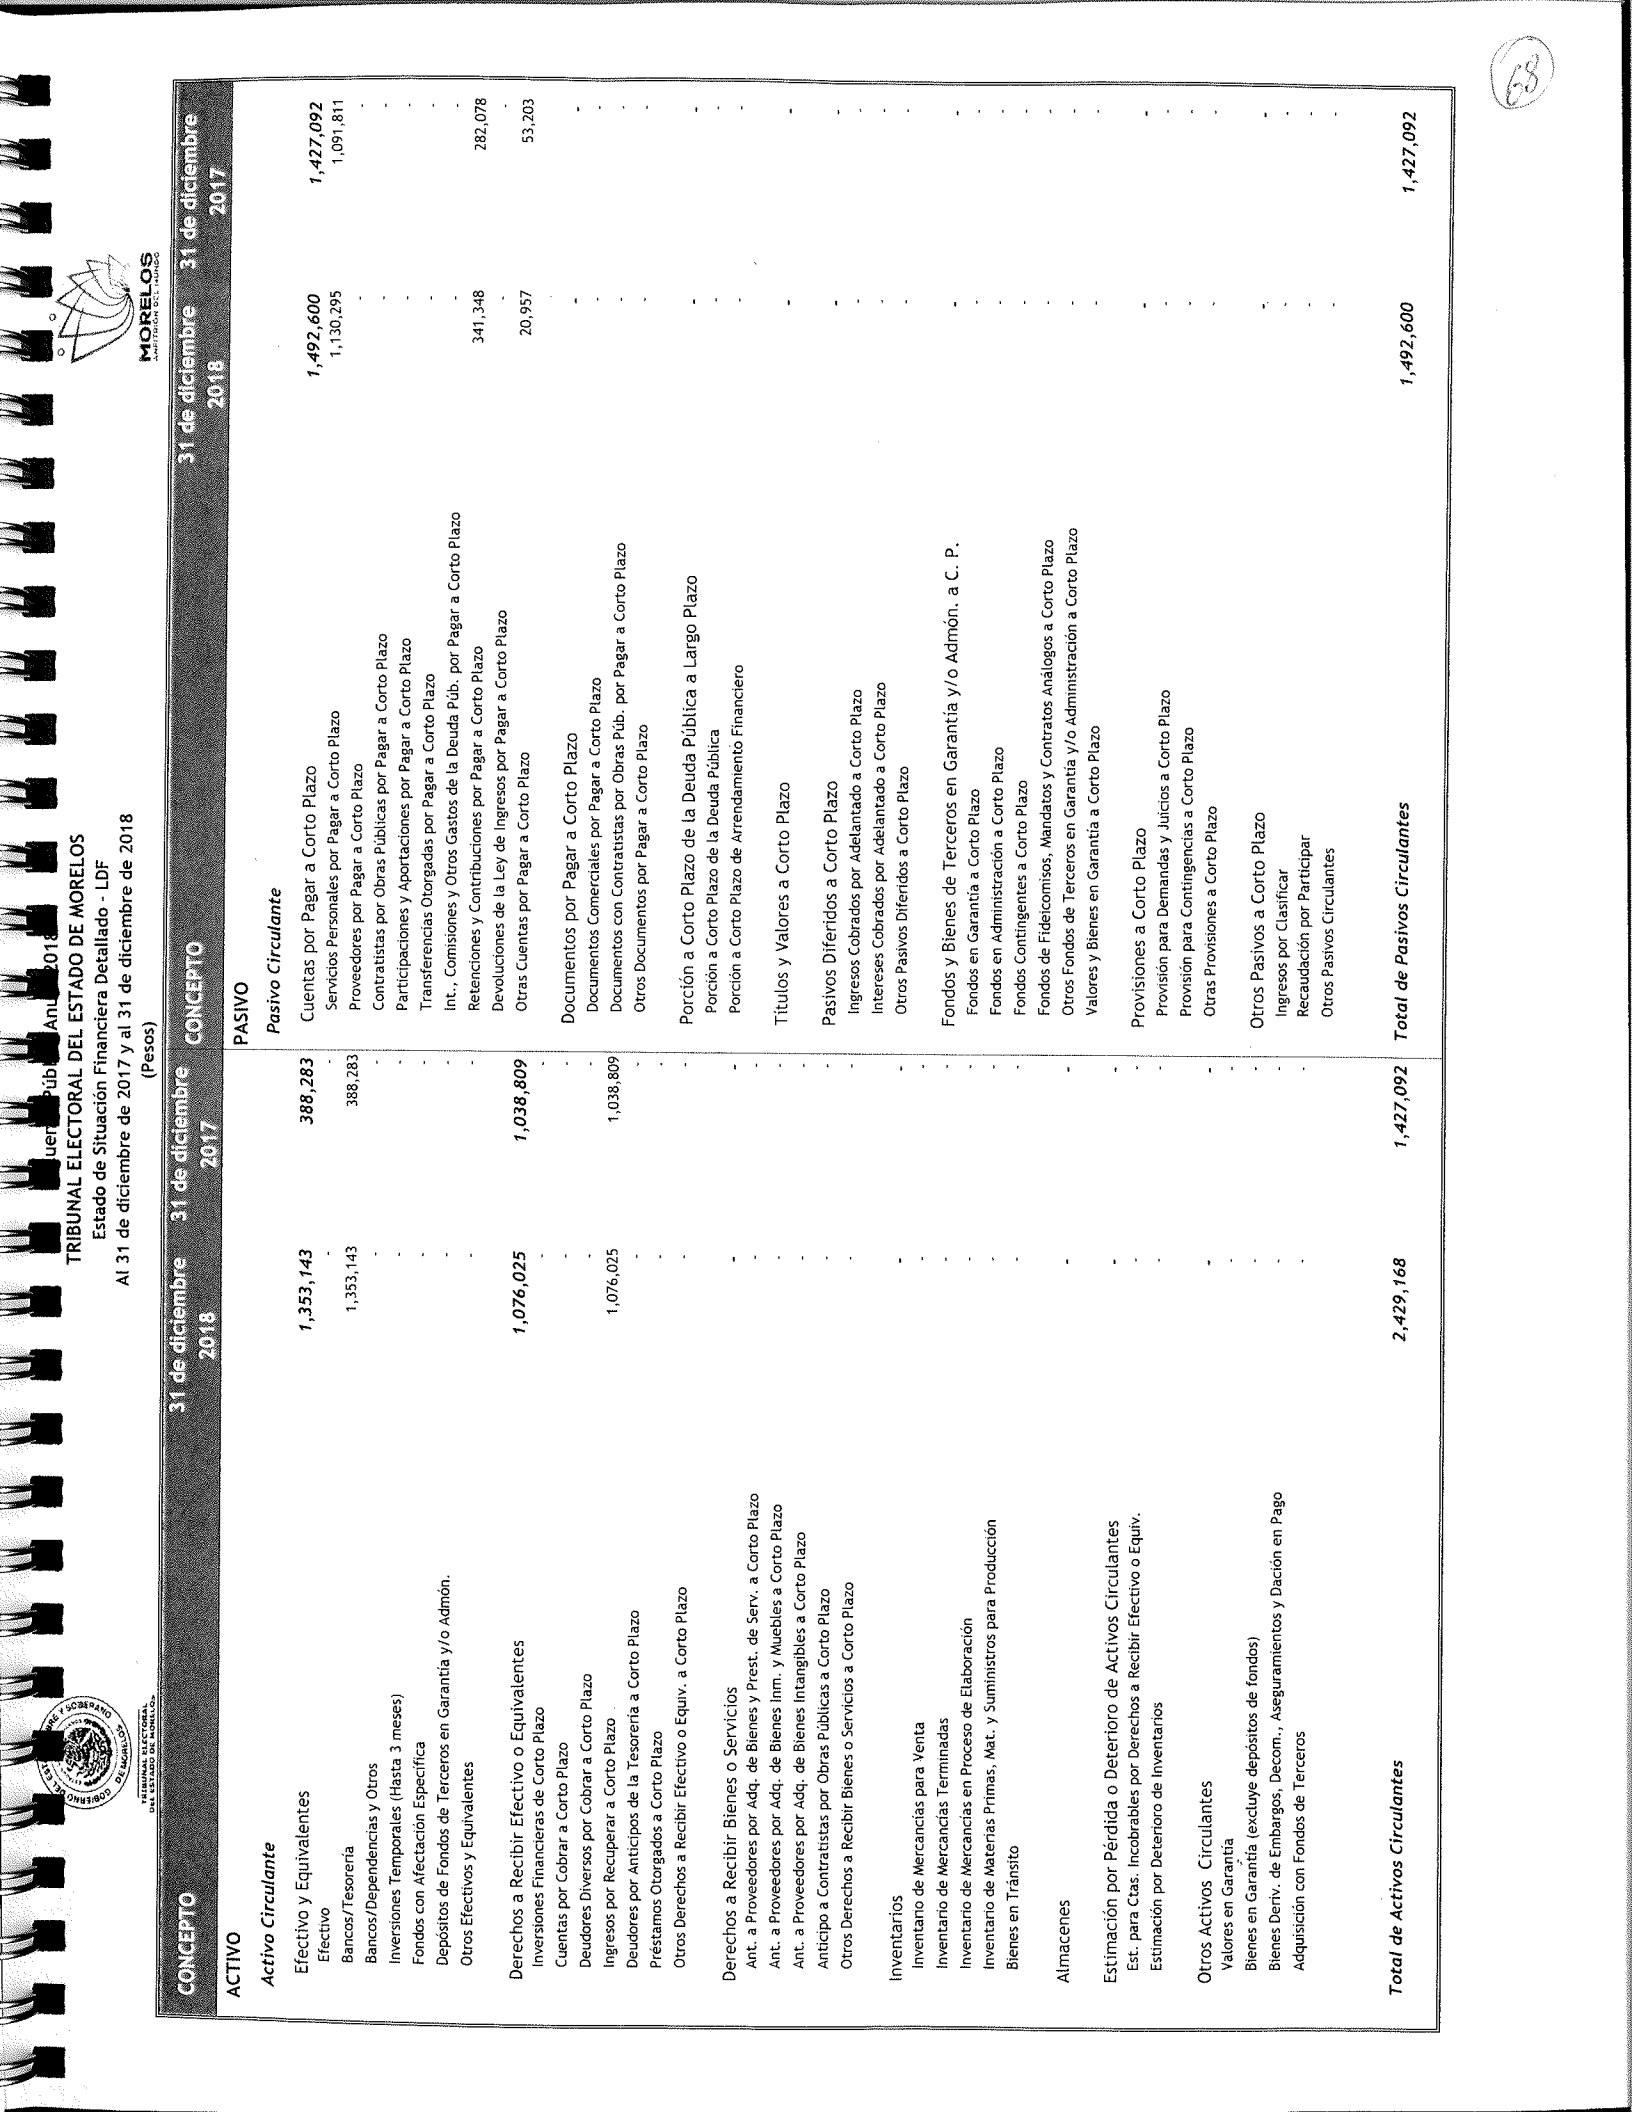 TRIBUNAL ELECTORAL DEL ESTADO DE MORELOS
Estado de Situación Financiera Detallado - LDF
Al 31 de diciembre de 2017 y al 31 de diciembre de 2018
(Pesos)
TRIBUNAL ELECTORAL
DEL ESTADO DE MORELOS
MORELOS
ANFITRIÓN DEL MUNDO
CONCEPTO 31 de diciembre 2018 31 de diciembre 2017
ACTIVO
Activo Circulante
Efectivo y Equivalentes 1,353,143 388,283
Efectivo - -
Bancos/Tesorería 1,353,143 388,283
Bancos/Dependencias y Otros - -
Inversiones Temporales (Hasta 3 meses) - -
Fondos con Afectación Específica - -
Depósitos de Fondos de Terceros en Garantía y/o Admón. - -
Otros Efectivos y Equivalentes - -
Derechos a Recibir Efectivo o Equivalentes 1,076,025 1,038,809
Inversiones Financieras de Corto Plazo - -
Cuentas por Cobrar a Corto Plazo - -
Deudores Diversos por Cobrar a Corto Plazo - -
Ingresos por Recuperar a Corto Plazo 1,076,025 1,038,809
Deudores por Anticipos de la Tesorería a Corto Plazo - -
Préstamos Otorgados a Corto Plazo - -
Otros Derechos a Recibir Efectivo o Equiv. a Corto Plazo - -
Derechos a Recibir Bienes o Servicios - -
Ant. a Proveedores por Adq. de Bienes y Prest. de Serv. a Corto Plazo - -
Ant. a Proveedores por Adq. de Bienes Inm. y Muebles a Corto Plazo - -
Ant. a Proveedores por Adq. de Bienes Intangibles a Corto Plazo - -
Anticipo a Contratistas por Obras Públicas a Corto Plazo - -
Otros Derechos a Recibir Bienes o Servicios a Corto Plazo - -
Inventarios - -
Inventario de Mercancías para Venta - -
Inventario de Mercancías Terminadas - -
Inventario de Mercancías en Proceso de Elaboración - -
Inventario de Materias Primas, Mat. y Suministros para Producción - -
Bienes en Tránsito - -
Almacenes - -
Estimación por Pérdida o Deterioro de Activos Circulantes - -
Est. para Ctas. Incobrables por Derechos a Recibir Efectivo o Equiv. - -
Estimación por Deterioro de Inventarios - -
Otros Activos Circulantes - -
Valores en Garantía - -
Bienes en Garantía (excluye depósitos de fondos) - -
Bienes Deriv. de Embargos, Decom., Aseguramientos y Dación en Pago - -
Adquisición con Fondos de Terceros - -
Total de Activos Circulantes 2,429,168 1,427,092
CONCEPTO 31 de diciembre 2018 31 de diciembre 2017
PASIVO
Pasivo Circulante
Cuentas por Pagar a Corto Plazo 1,492,600 1,427,092
Servicios Personales por Pagar a Corto Plazo 1,130,295 1,091,811
Proveedores por Pagar a Corto Plazo - -
Contratistas por Obras Públicas por Pagar a Corto Plazo - -
Participaciones y Aportaciones por Pagar a Corto Plazo - -
Transferencias Otorgadas por Pagar a Corto Plazo - -
Int., Comisiones y Otros Gastos de la Deuda Púb. por Pagar a Corto Plazo - -
Retenciones y Contribuciones por Pagar a Corto Plazo 341,348 282,078
Devoluciones de la Ley de Ingresos por Pagar a Corto Plazo - -
Otras Cuentas por Pagar a Corto Plazo 20,957 53,203
Documentos por Pagar a Corto Plazo - -
Documentos Comerciales por Pagar a Corto Plazo - -
Documentos con Contratistas por Obras Púb. por Pagar a Corto Plazo - -
Otros Documentos por Pagar a Corto Plazo - -
Porción a Corto Plazo de la Deuda Pública a Largo Plazo - -
Porción a Corto Plazo de la Deuda Pública - -
Porción a Corto Plazo de Arrendamiento Financiero - -
Títulos y Valores a Corto Plazo - -
Pasivos Diferidos a Corto Plazo - -
Ingresos Cobrados por Adelantado a Corto Plazo - -
Intereses Cobrados por Adelantado a Corto Plazo - -
Otros Pasivos Diferidos a Corto Plazo - -
Fondos y Bienes de Terceros en Garantía y/o Admón. a C. P. - -
Fondos en Garantía a Corto Plazo - -
Fondos en Administración a Corto Plazo - -
Fondos Contingentes a Corto Plazo - -
Fondos de Fideicomiso, Mandatos y Contratos Análogos a Corto Plazo - -
Otros Fondos de Terceros en Garantía y/o Administración a Corto Plazo - -
Valores y Bienes en Garantía a Corto Plazo - -
Provisiones a Corto Plazo - -
Provisión para Demandas y Juicios a Corto Plazo - -
Provisión para Contingencias a Corto Plazo - -
Otras Provisiones a Corto Plazo - -
Otros Pasivos a Corto Plazo - -
Ingresos por Clasificar - -
Recaudación por Participar - -
Otros Pasivos Circulantes - -
Total de Pasivos Circulantes 1,492,600 1,427,092
68